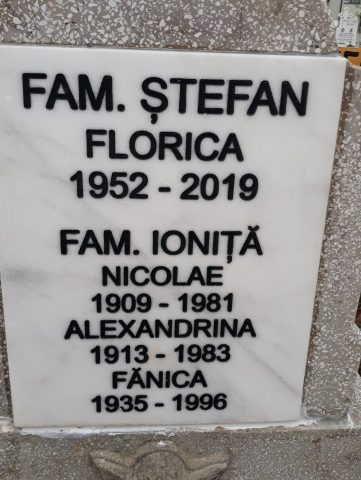 FAM. ȘTEFAN
FLORICA
1952 - 2019
FAM. IONIȚĂ
NICOLAE
1909 - 1981
ALEXANDRINA
1913 - 1983
FĂNICA
1935 - 1996